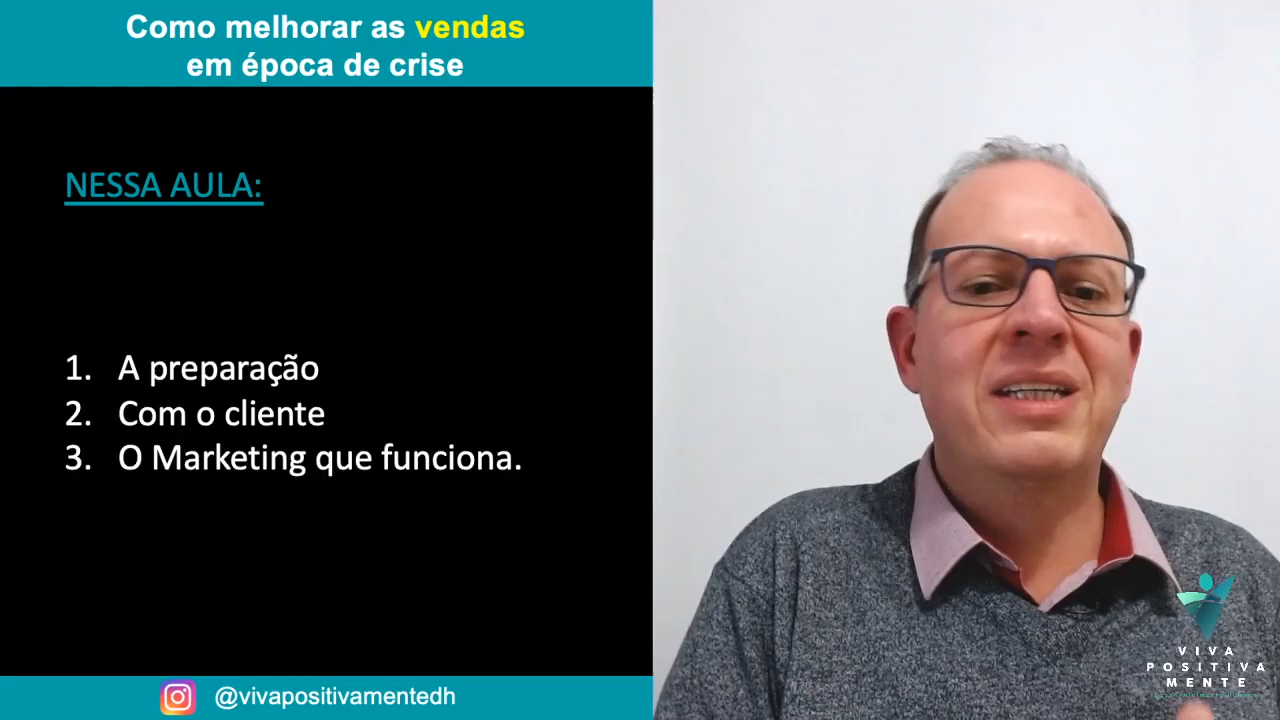 Como melhorar as vendas
em época de crise
NESSA AULA:
1. A preparação
2. Com o cliente
3. O Marketing que funciona.
@vivapositivamentedh
VIVA
POSITIVA
MENTE